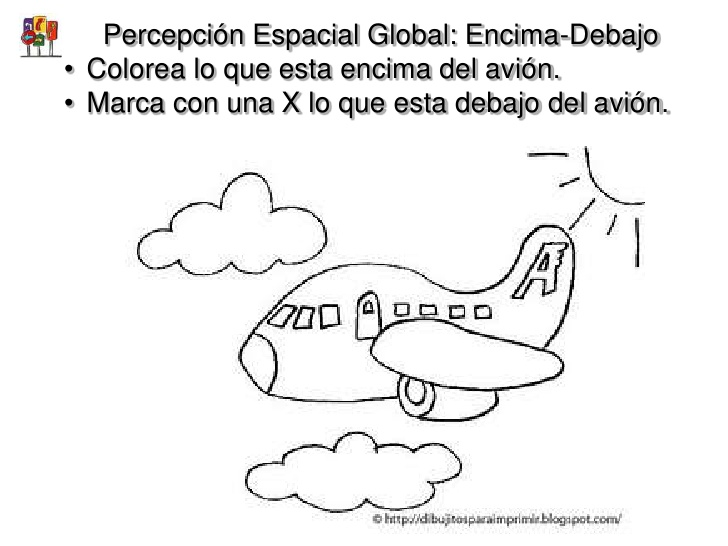 Percepción Espacial Global: Encima-Debajo
• Colorea lo que esta encima del avión.
• Marca con una X lo que esta debajo del avión.
A
© http://dibujitosparaimprimir.blogspot.com/